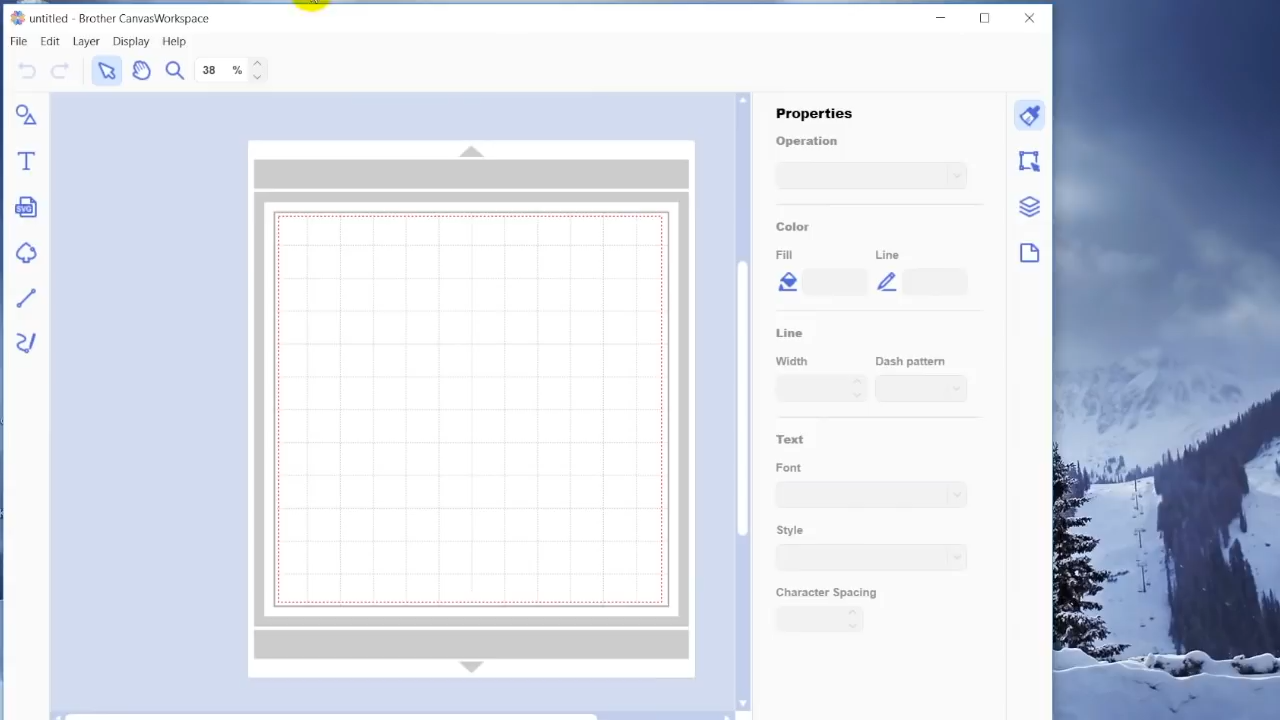 untitled - Brother CanvasWorkspace
File Edit Layer Display Help
38 %
T
SVG
Properties
Operation
Color
Fill Line
Line
Width Dash pattern
Text
Font
Style
Character Spacing